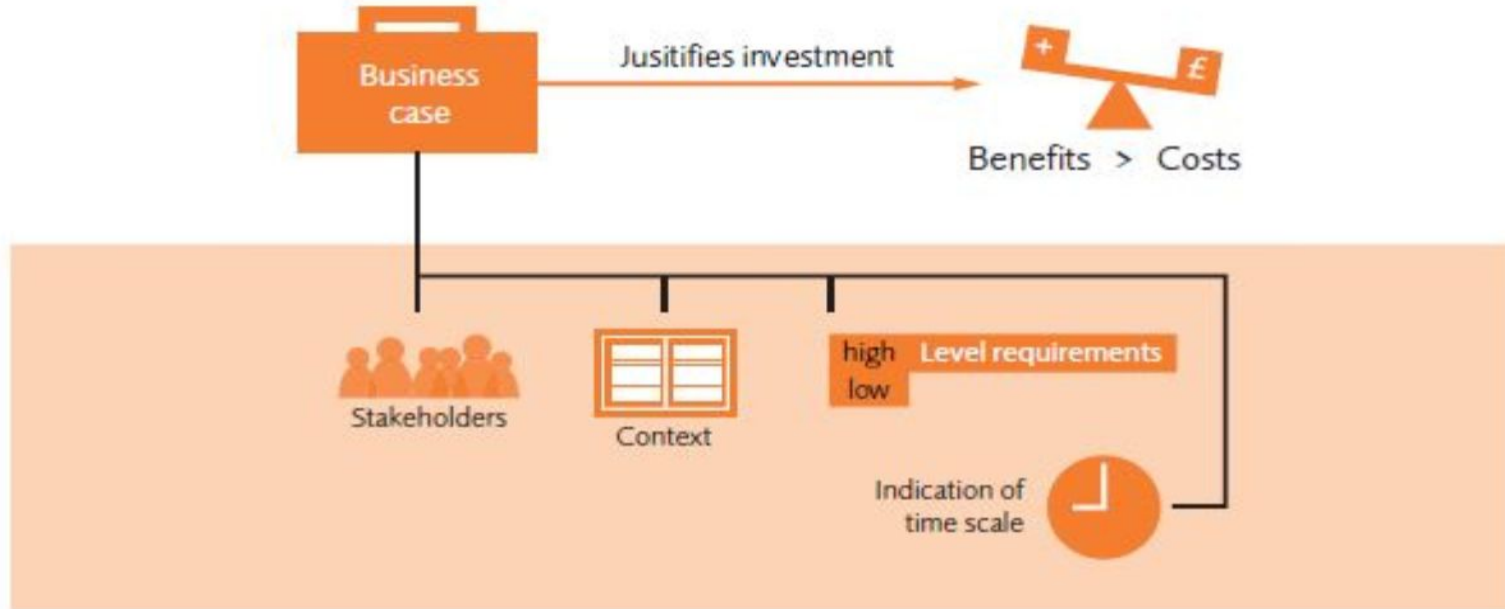 Business
case
Jusitifies investment
+ £
Benefits > Costs
Stakeholders
Context
high Level requirements
low
Indication of
time scale